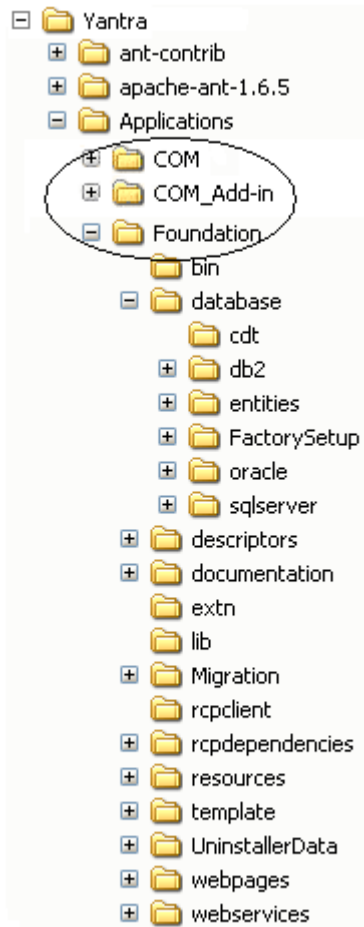 Yantra
ant-contrib
apache-ant-1.6.5
Applications
COM
COM_Add-in
Foundation
bin
database
cdt
db2
entities
FactorySetup
oracle
sqlserver
descriptors
documentation
extn
lib
Migration
rcpclient
rcpdependencies
resources
template
UninstallerData
webpages
webservices